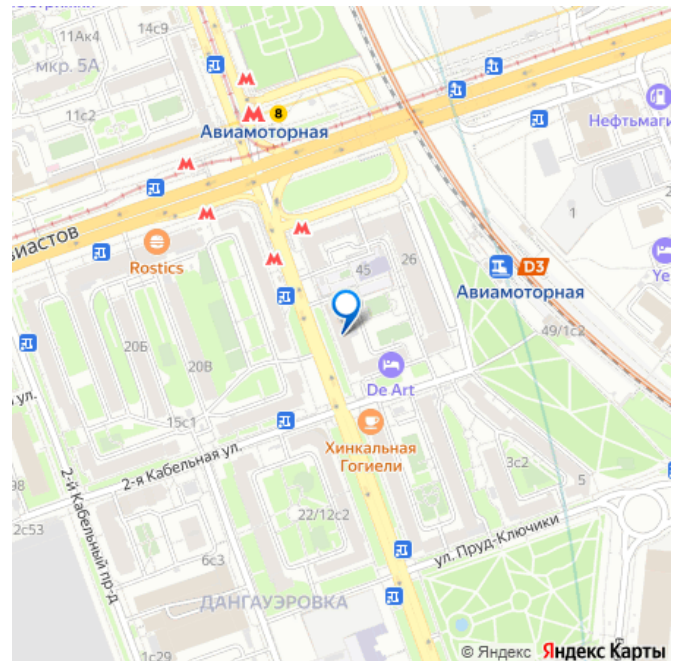 14с9
11Ак4
мкр. 5А
11с2
8
Авиамоторная
Нефтьмаги
1
Rostics
45
26
D3
Авиамоторная
Ye
49/1с2
20Б
20В
De Art
ул.
15с1
Хинкальная
Гогиели
2-я Кабельная ул.
3с2
5
98
2с53
2-й Кабельный пр-д
22/12с2
ул. Пруд-Ключики
6с3
ДАНГАУЭРОВКА
1с29
© Яндекс Яндекс Карты